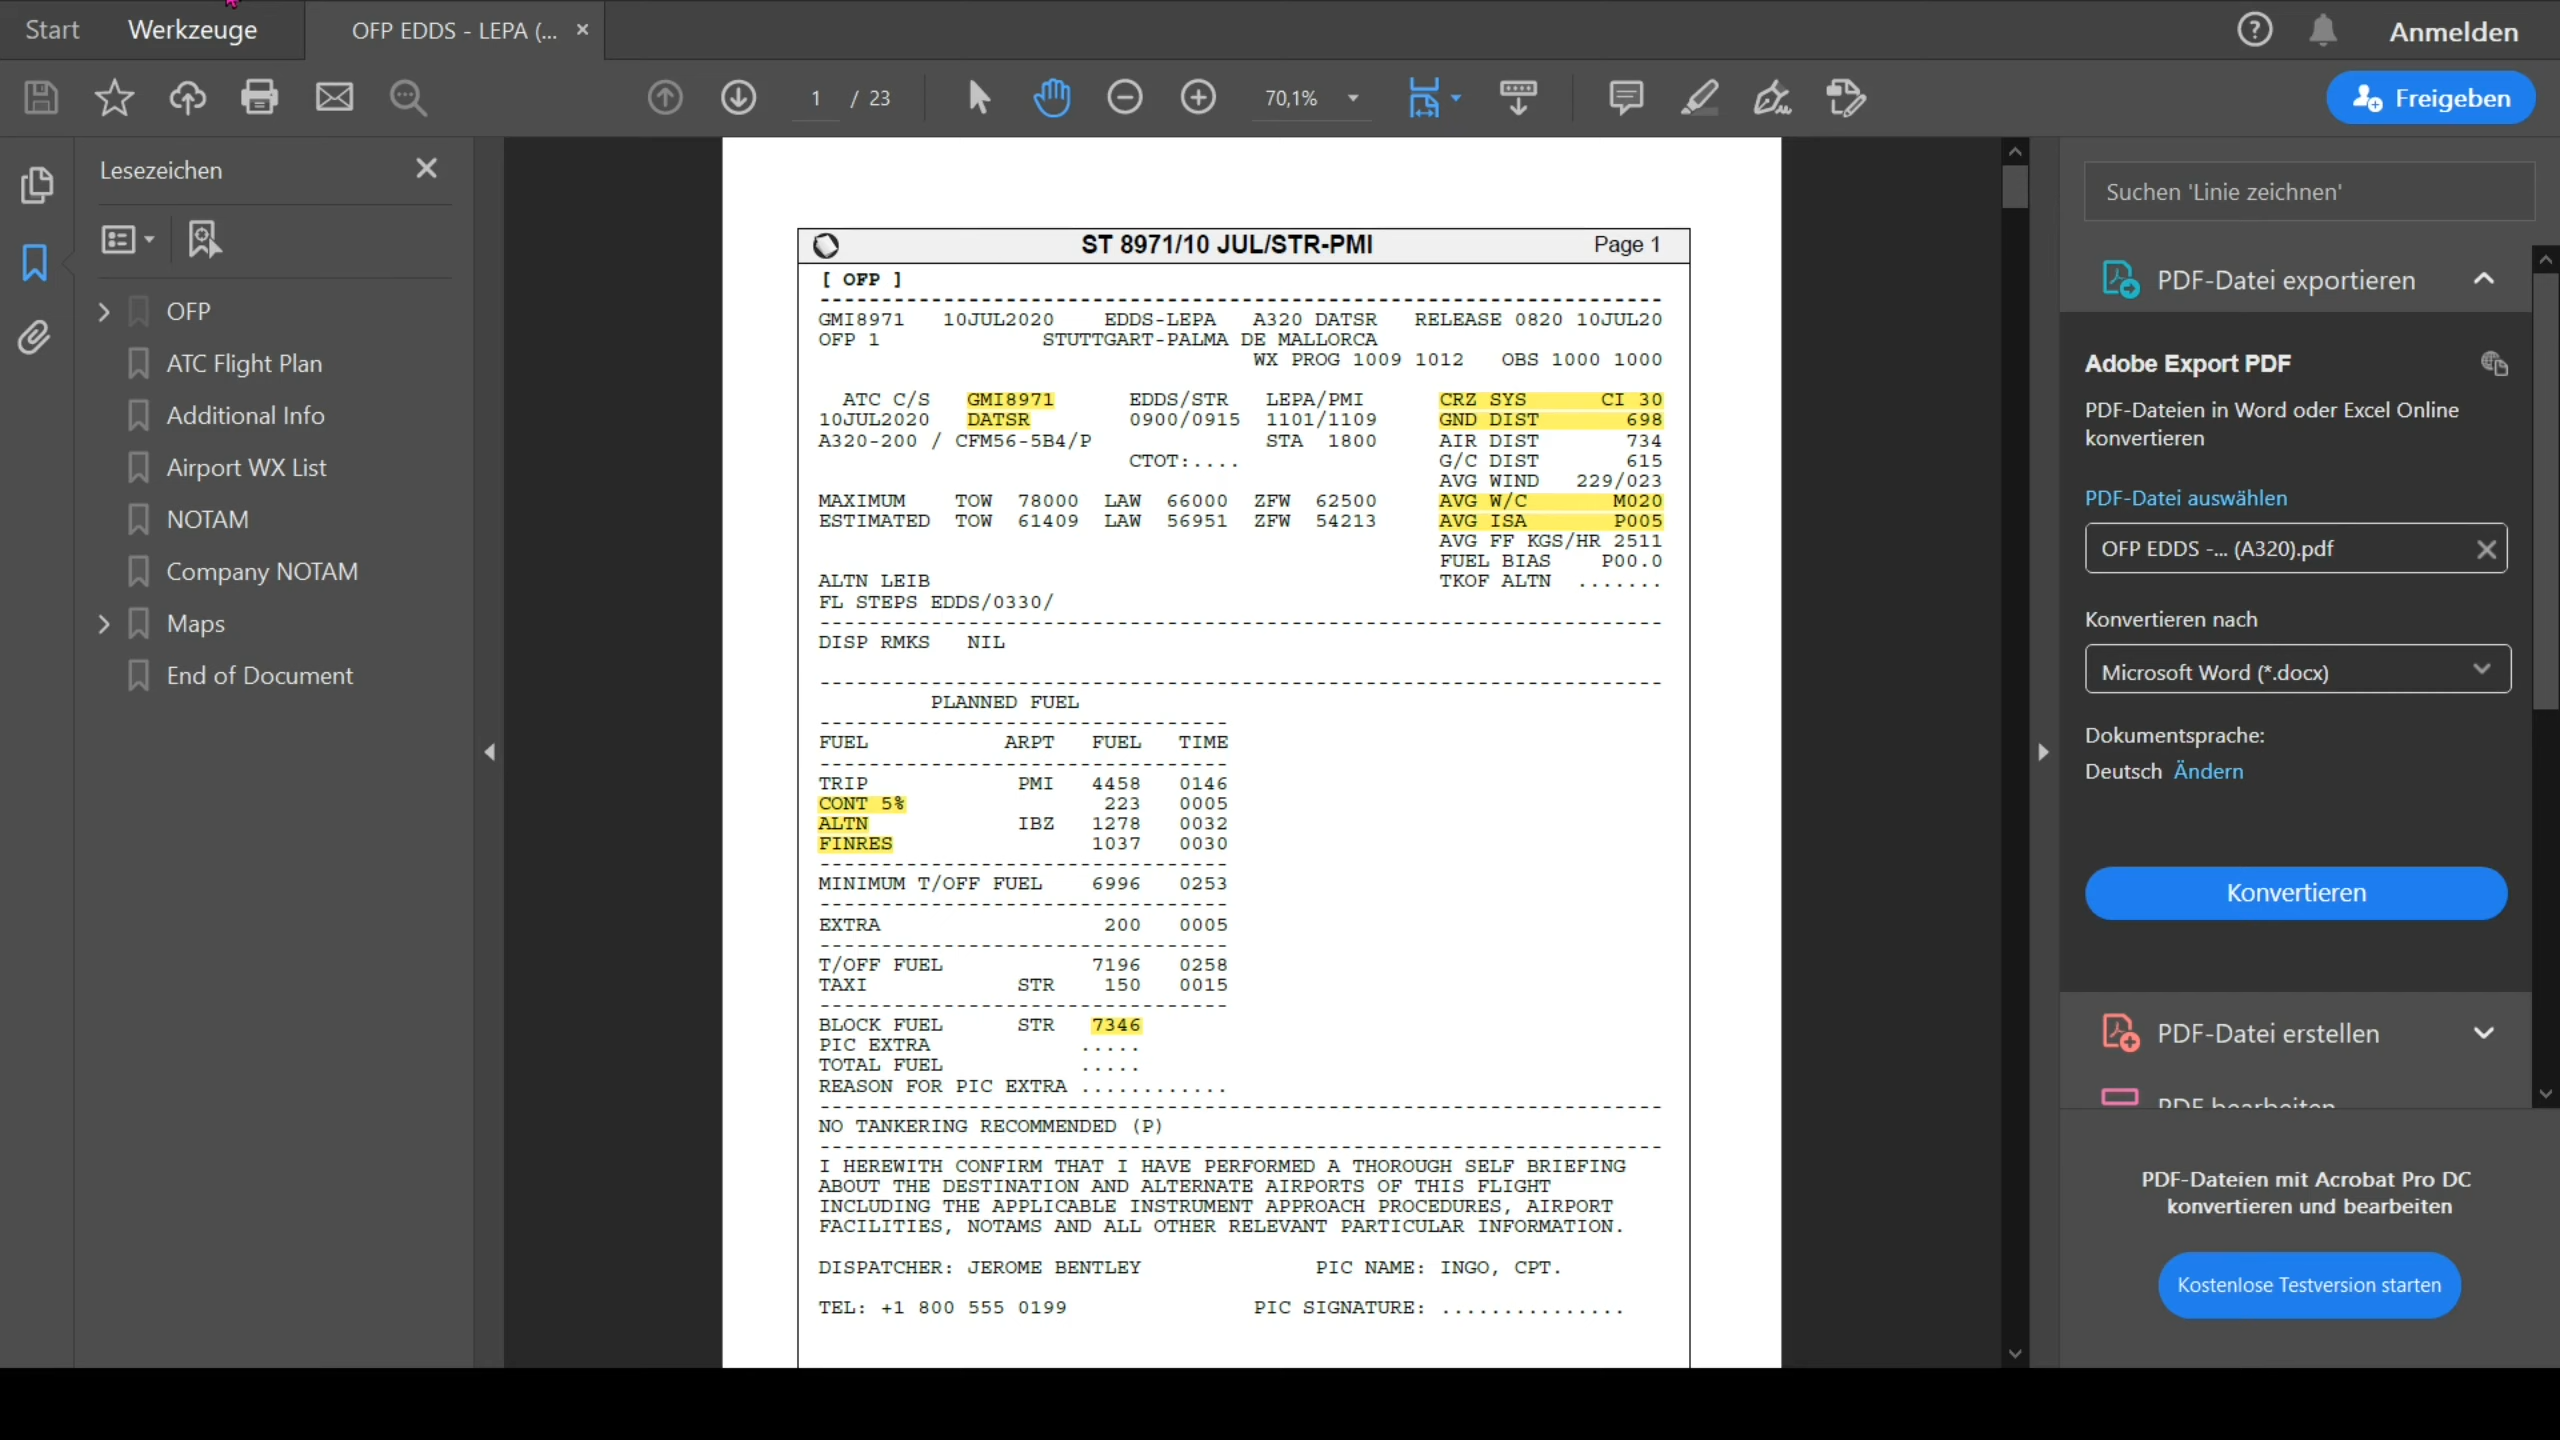 Start Werkzeuge OFP EDDS - LEPA (... × Anmelden
1 / 23 70,1% Freigeben
Lesezeichen
OFP
ATC Flight Plan
Additional Info
Airport WX List
NOTAM
Company NOTAM
Maps
End of Document
ST 8971/10 JUL/STR-PMI Page 1
[ OFP ]
GMI8971 10JUL2020 EDDS-LEPA A320 DATSR RELEASE 0820 10JUL20
OFP 1 STUTTGART-PALMA DE MALLORCA
WX PROG 1009 1012 OBS 1000 1000
ATC C/S GMI8971 EDDS/STR LEPA/PMI CRZ SYS CI 30
10JUL2020 DATSR 0900/0915 1101/1109 GND DIST 698
A320-200 / CFM56-5B4/P STA 1800 AIR DIST 734
CTOT:.... G/C DIST 615
AVG WIND 229/023
MAXIMUM TOW 78000 LAW 66000 ZFW 62500 AVG W/C M020
ESTIMATED TOW 61409 LAW 56951 ZFW 54213 AVG ISA P005
AVG FF KGS/HR 2511
FUEL BIAS P00.0
ALTN LEIB TKOF ALTN .......
FL STEPS EDDS/0330/
DISP RMKS NIL
PLANNED FUEL
FUEL ARPT FUEL TIME
TRIP PMI 4458 0146
CONT 5% 223 0005
ALTN IBZ 1278 0032
FINRES 1037 0030
MINIMUM T/OFF FUEL 6996 0253
EXTRA 200 0005
T/OFF FUEL 7196 0258
TAXI STR 150 0015
BLOCK FUEL STR 7346
PIC EXTRA .....
TOTAL FUEL .....
REASON FOR PIC EXTRA ............
NO TANKERING RECOMMENDED (P)
I HEREWITH CONFIRM THAT I HAVE PERFORMED A THOROUGH SELF BRIEFING
ABOUT THE DESTINATION AND ALTERNATE AIRPORTS OF THIS FLIGHT
INCLUDING THE APPLICABLE INSTRUMENT APPROACH PROCEDURES, AIRPORT
FACILITIES, NOTAMS AND ALL OTHER RELEVANT PARTICULAR INFORMATION.
DISPATCHER: JEROME BENTLEY PIC NAME: INGO, CPT.
TEL: +1 800 555 0199 PIC SIGNATURE: ...............
Suchen 'Linie zeichnen'
PDF-Datei exportieren
Adobe Export PDF
PDF-Dateien in Word oder Excel Online
konvertieren
PDF-Datei auswählen
OFP EDDS -... (A320).pdf
Konvertieren nach
Microsoft Word (*.docx)
Dokumentsprache:
Deutsch Ändern
Konvertieren
PDF-Datei erstellen
PDF bearbeiten
PDF-Dateien mit Acrobat Pro DC
konvertieren und bearbeiten
Kostenlose Testversion starten